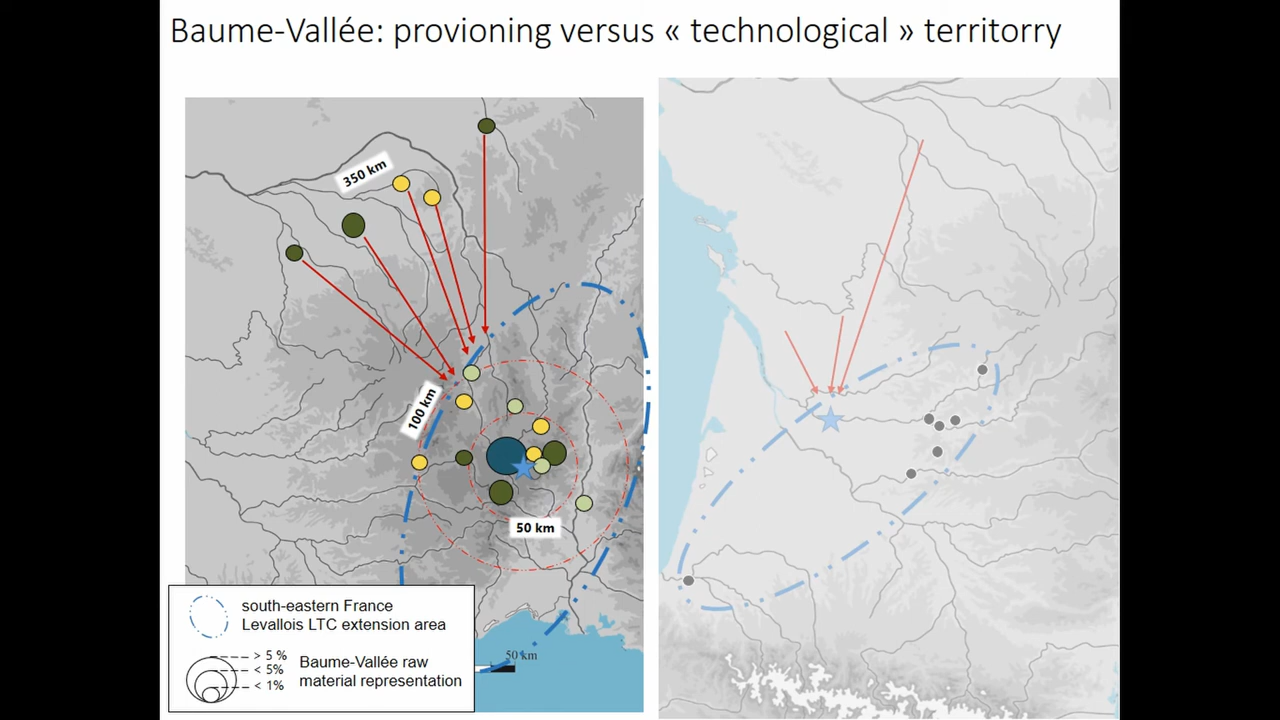 Baume-Vallée: provioning versus « technological » territorry
350 km
100 km
50 km
50 km
south-eastern France
Levallois LTC extension area
> 5 %
< 5%
< 1%
Baume-Vallée raw
material representation